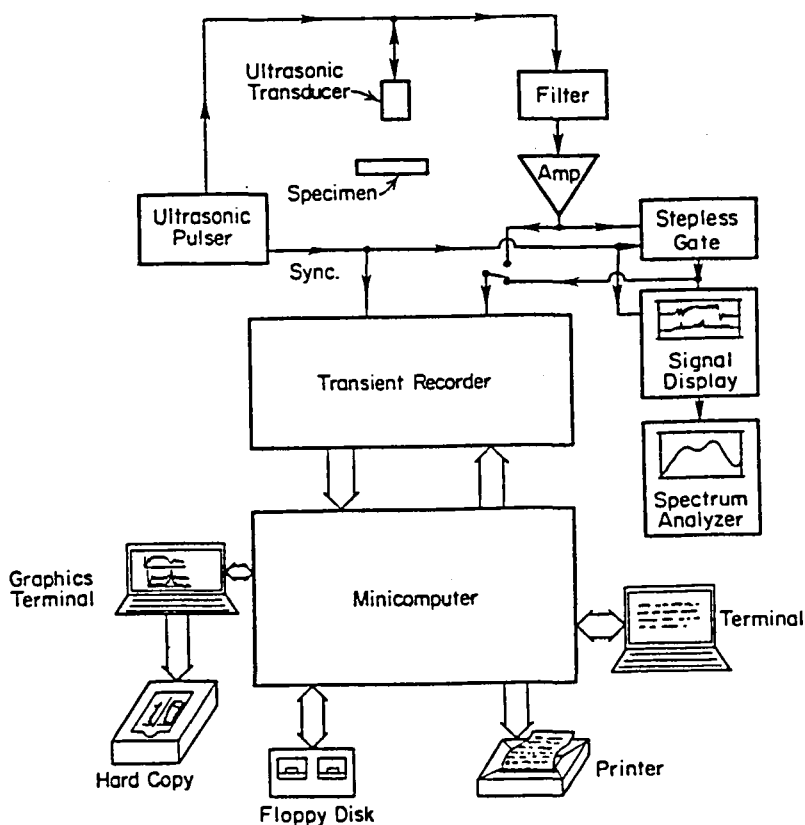 Ultrasonic
Transducer
Filter
Amp.
Specimen
Ultrasonic
Pulser
Stepless
Gate
Sync.
Transient Recorder
Signal
Display
Spectrum
Analyzer
Graphics
Terminal
Minicomputer
Terminal
Hard Copy
Floppy Disk
Printer